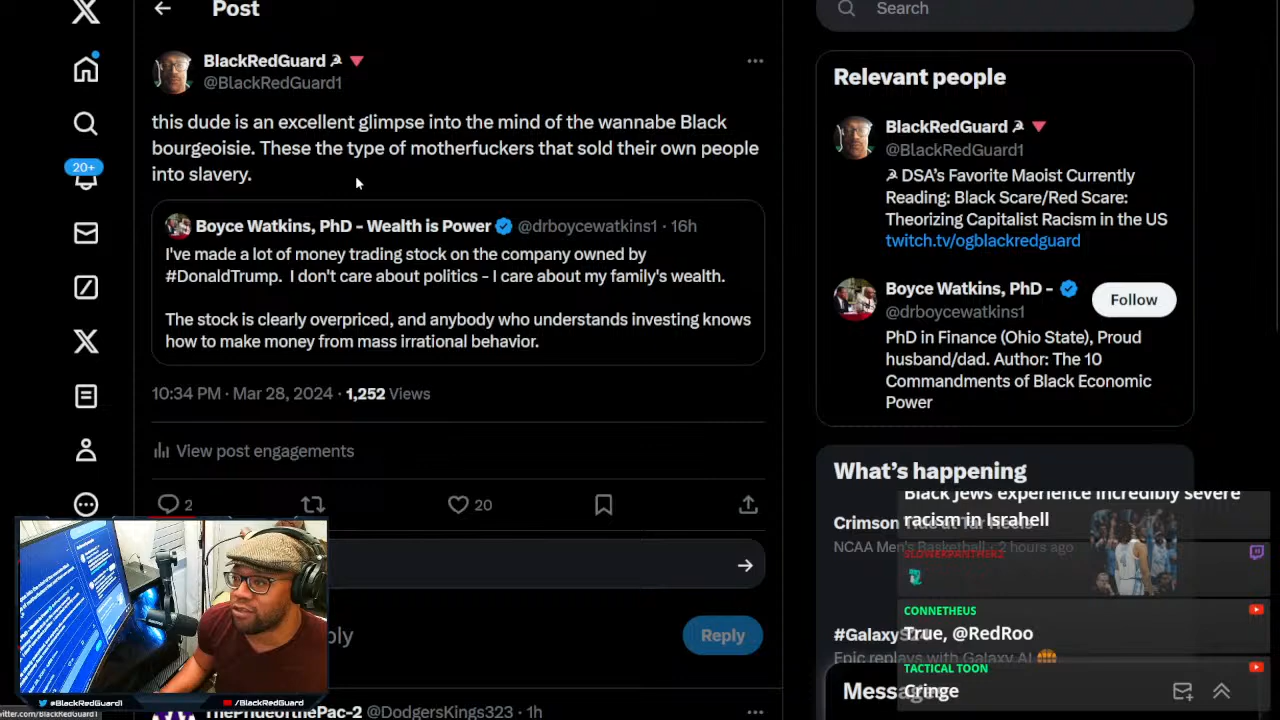 Post
Search
BlackRedGuard
@BlackRedGuard1
this dude is an excellent glimpse into the mind of the wannabe Black
bourgeoisie. These the type of motherfuckers that sold their own people
into slavery.
Boyce Watkins, PhD - Wealth is Power @drboycewatkins1 · 16h
I've made a lot of money trading stock on the company owned by
#DonaldTrump. I don't care about politics - I care about my family's wealth.
The stock is clearly overpriced, and anybody who understands investing knows
how to make money from mass irrational behavior.
10:34 PM · Mar 28, 2024 · 1,252 Views
View post engagements
2
20
Reply
ThePrideofthePac-2 @DodgersKings323 · 1h
20+
Relevant people
BlackRedGuard
@BlackRedGuard1
☭ DSA's Favorite Maoist Currently
Reading: Black Scare/Red Scare:
Theorizing Capitalist Racism in the US
twitch.tv/ogblackredguard
Boyce Watkins, PhD -
@drboycewatkins1
Follow
PhD in Finance (Ohio State), Proud
husband/dad. Author: The 10
Commandments of Black Economic
Power
What's happening
Black Jews experience incredibly severe
racism in Israhell
Crimson
NCAA Men's Basketball · 2 hours ago
SLOWERPANTHERZ
CONNETHEUS
True, @RedRoo
#Galaxy
Epic replays with Galaxy AI
TACTICAL TOON
Cringe
@BlackRedGuard1
/BlackRedGuard
witter.com/BlackRedGuard1